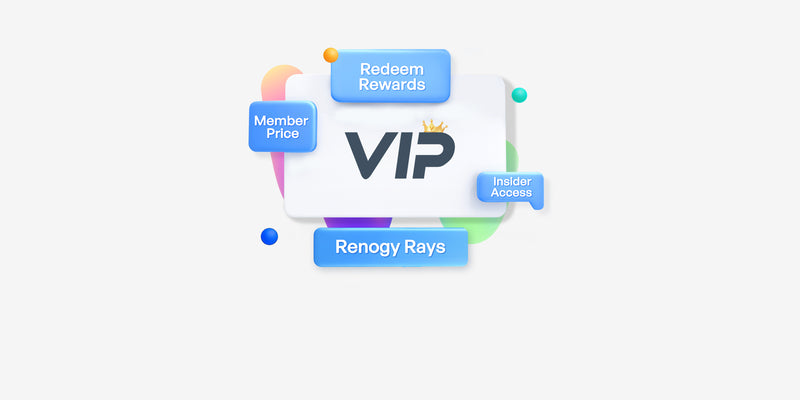 Redeem
Rewards
Member
Price
VIP
Insider
Access
Renogy Rays